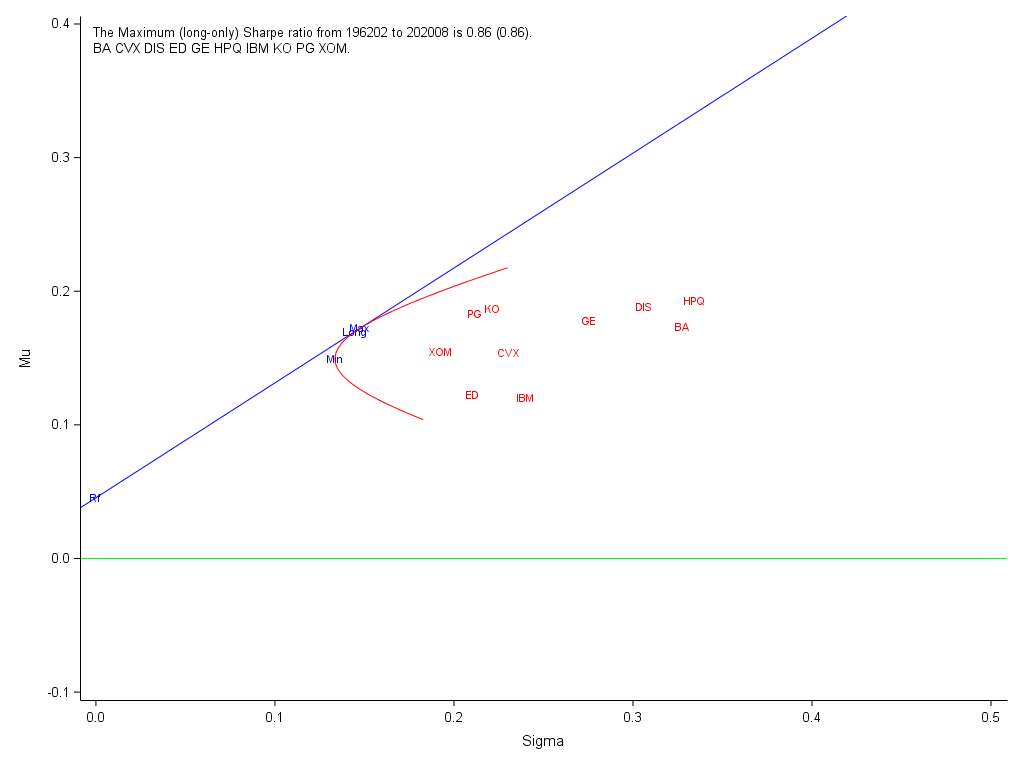 The Maximum (long-only) Sharpe ratio from 196202 to 202008 is 0.86 (0.86).
BA CVX DIS ED GE HPQ IBM KO PG XOM.
0.4
0.3
0.2
0.1
0.0
-0.1
Mu
HPQ
DIS
KO
PG
GE
BA
Max
Long
Min
XOM
CVX
ED
IBM
Rf
0.0
0.1
0.2
0.3
0.4
0.5
Sigma